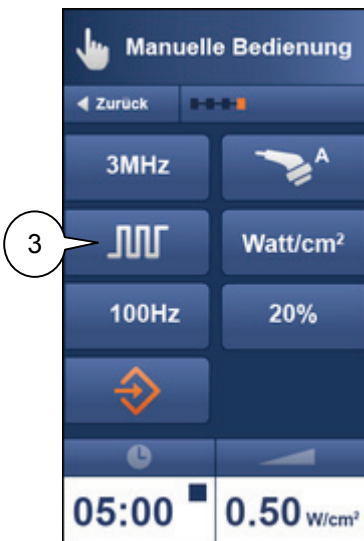 Manuelle Bedienung
Zurück
3MHz
A
3
Watt/cm²
100Hz
20%
05:00
0.50 W/cm²